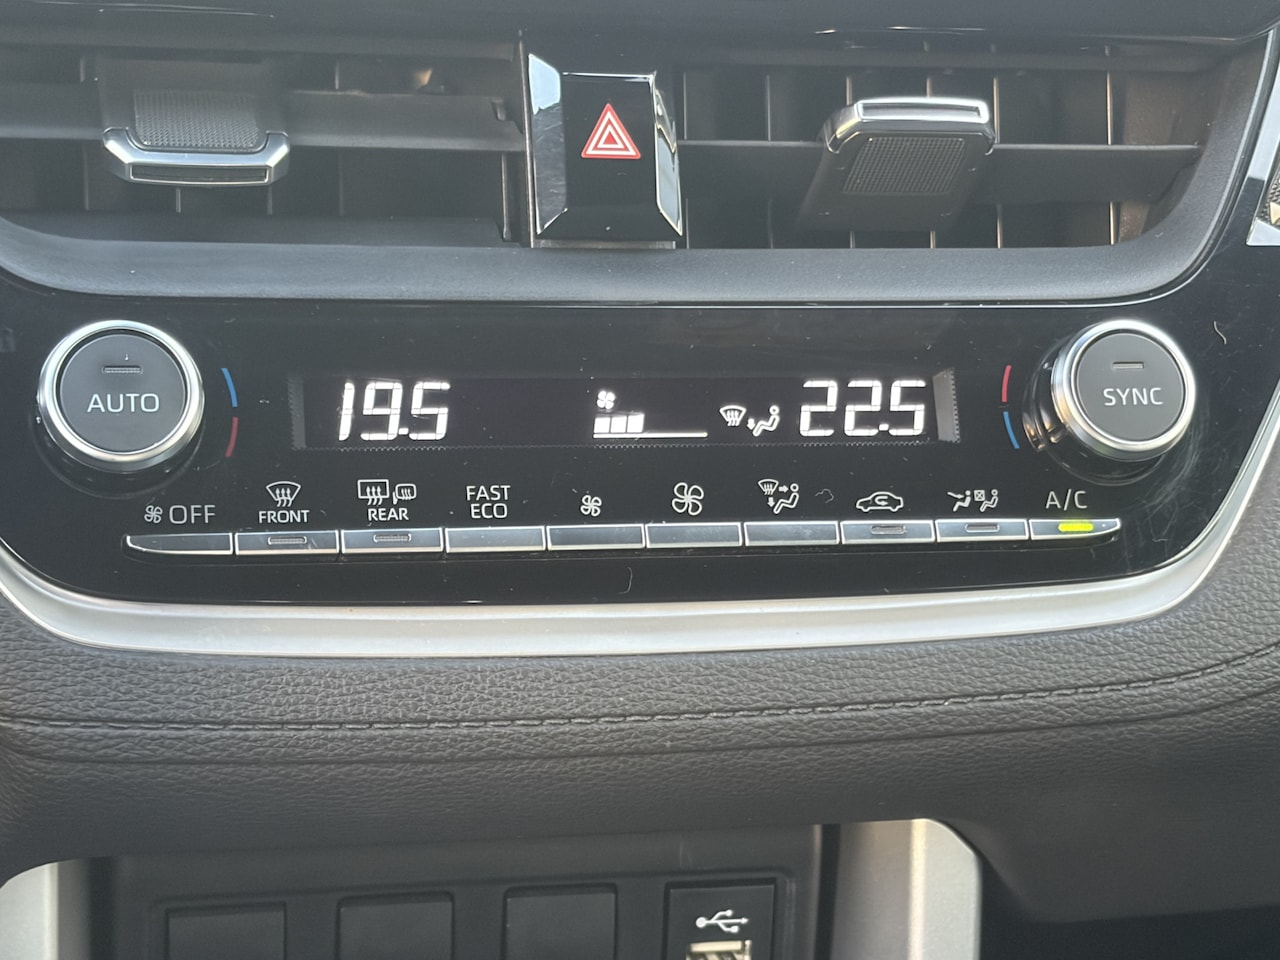 AUTO
19.5
22.5
SYNC
OFF
FRONT
REAR
FAST
ECO
A/C